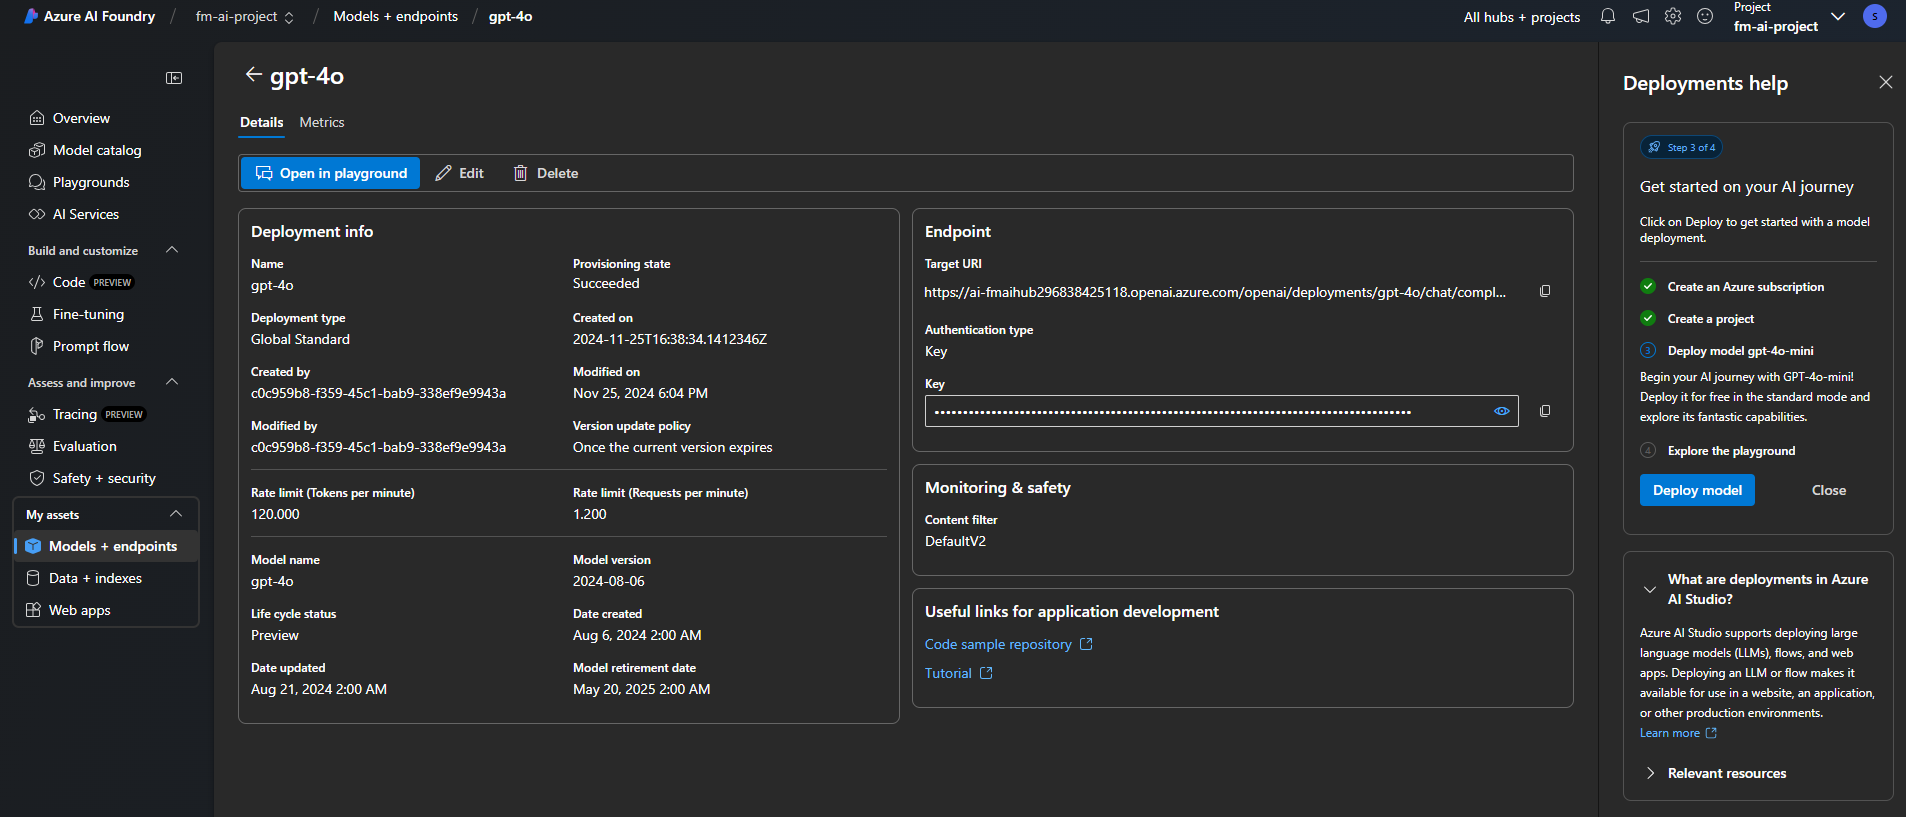 Azure AI Foundry / fm-ai-project / Models + endpoints / gpt-4o
All hubs + projects
Project
fm-ai-project
S
Overview
Model catalog
Playgrounds
AI Services
Build and customize
Code PREVIEW
Fine-tuning
Prompt flow
Assess and improve
Tracing PREVIEW
Evaluation
Safety + security
My assets
Models + endpoints
Data + indexes
Web apps
gpt-4o
Details Metrics
Open in playground Edit Delete
Deployment info
Name
gpt-4o
Provisioning state
Succeeded
Deployment type
Global Standard
Created on
2024-11-25T16:38:34.1412346Z
Created by
c0c959b8-f359-45c1-bab9-338ef9e9943a
Modified on
Nov 25, 2024 6:04 PM
Modified by
c0c959b8-f359-45c1-bab9-338ef9e9943a
Version update policy
Once the current version expires
Rate limit (Tokens per minute)
120.000
Rate limit (Requests per minute)
1.200
Model name
gpt-4o
Model version
2024-08-06
Life cycle status
Preview
Date created
Aug 6, 2024 2:00 AM
Date updated
Aug 21, 2024 2:00 AM
Model retirement date
May 20, 2025 2:00 AM
Endpoint
Target URI
https://ai-fmaihub296838425118.openai.azure.com/openai/deployments/gpt-4o/chat/compl...
Authentication type
Key
Key
Monitoring & safety
Content filter
DefaultV2
Useful links for application development
Code sample repository
Tutorial
Deployments help
Step 3 of 4
Get started on your AI journey
Click on Deploy to get started with a model
deployment.
Create an Azure subscription
Create a project
3 Deploy model gpt-4o-mini
Begin your AI journey with GPT-4o-mini!
Deploy it for free in the standard mode and
explore its fantastic capabilities.
4 Explore the playground
Deploy model Close
What are deployments in Azure
AI Studio?
Azure AI Studio supports deploying large
language models (LLMs), flows, and web
apps. Deploying an LLM or flow makes it
available for use in a website, an application,
or other production environments.
Learn more
Relevant resources